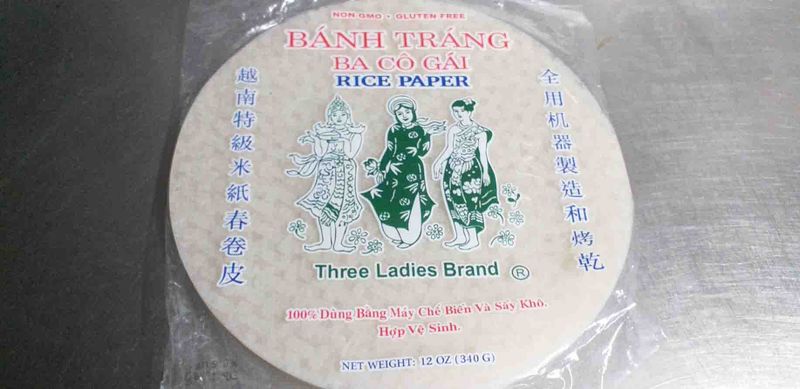 NON GMO • GLUTEN FREE
BÁNH TRÁNG
BA CÔ GÁI
RICE PAPER
越南特級米紙春卷皮
全用机器製造和烤乾
Three Ladies Brand ®
100% Dùng Bằng Máy Chế Biến Và Sấy Khô.
Hợp Vệ Sinh.
NET WEIGHT: 12 OZ (340 G)